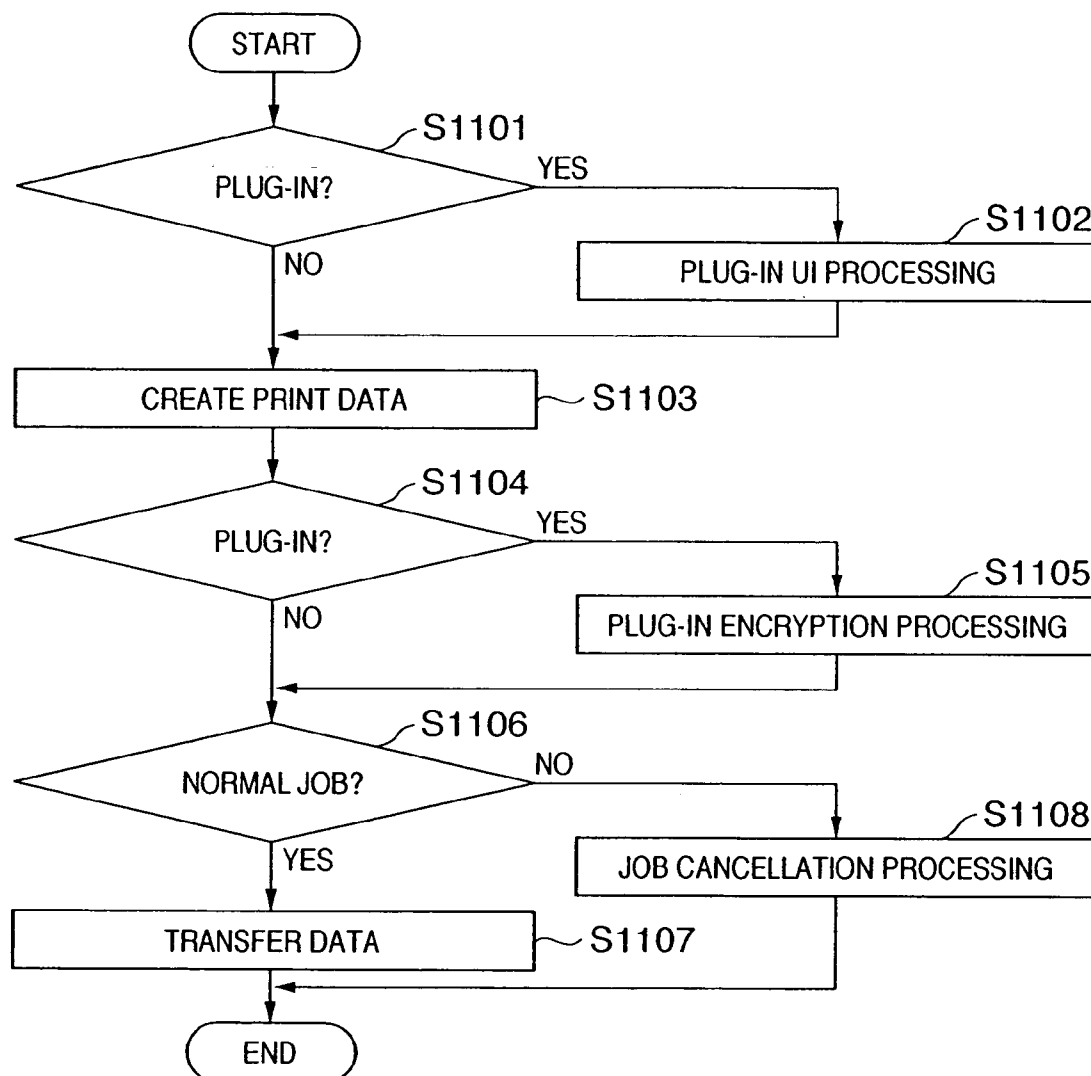 START
S1101
PLUG-IN?
YES
S1102
NO
PLUG-IN UI PROCESSING
CREATE PRINT DATA
S1103
S1104
PLUG-IN?
YES
S1105
NO
PLUG-IN ENCRYPTION PROCESSING
S1106
NORMAL JOB?
NO
S1108
YES
JOB CANCELLATION PROCESSING
TRANSFER DATA
S1107
END